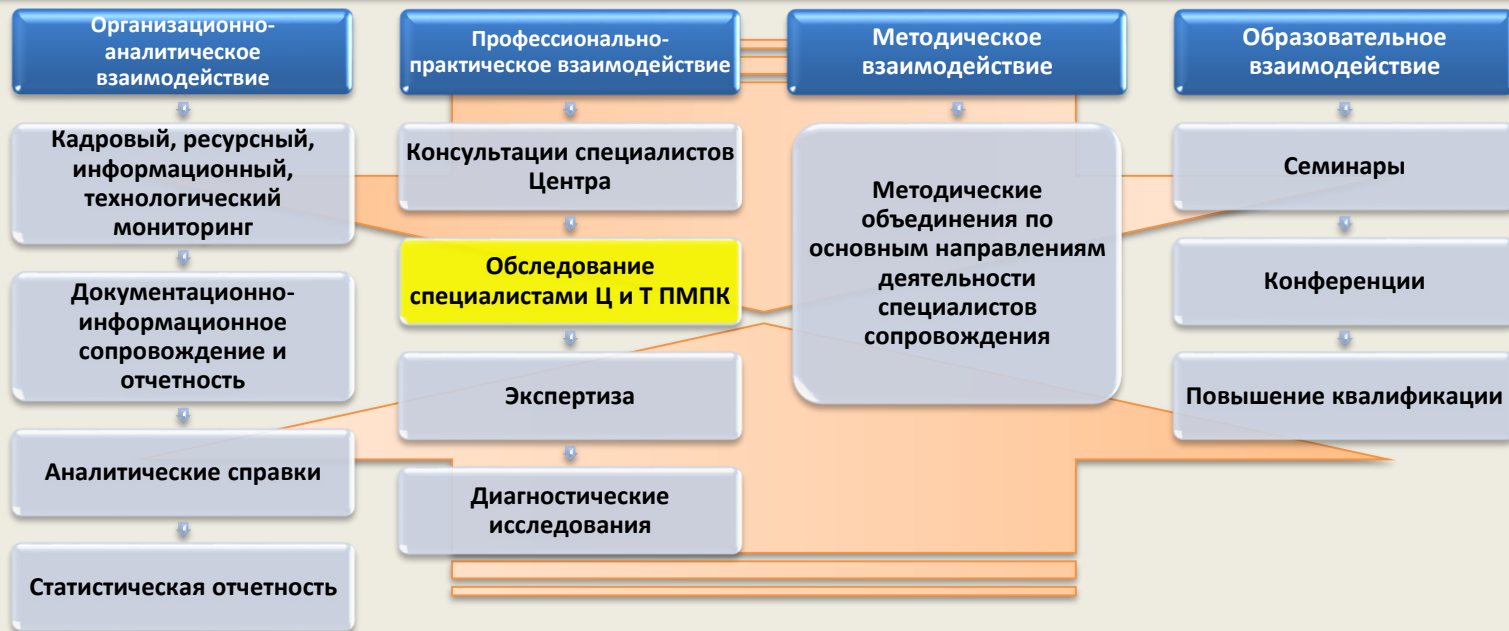 Организационно-
аналитическое
взаимодействие
Кадровый, ресурсный,
информационный,
технологический
мониторинг
Документационно-
информационное
сопровождение и
отчетность
Аналитические справки
Статистическая отчетность
Профессионально-
практическое взаимодействие
Консультации специалистов
Центра
Обследование
специалистами Ц и Т ПМПК
Экспертиза
Диагностические
исследования
Методическое
взаимодействие
Методические
объединения по
основным направлениям
деятельности
специалистов
сопровождения
Образовательное
взаимодействие
Семинары
Конференции
Повышение квалификации